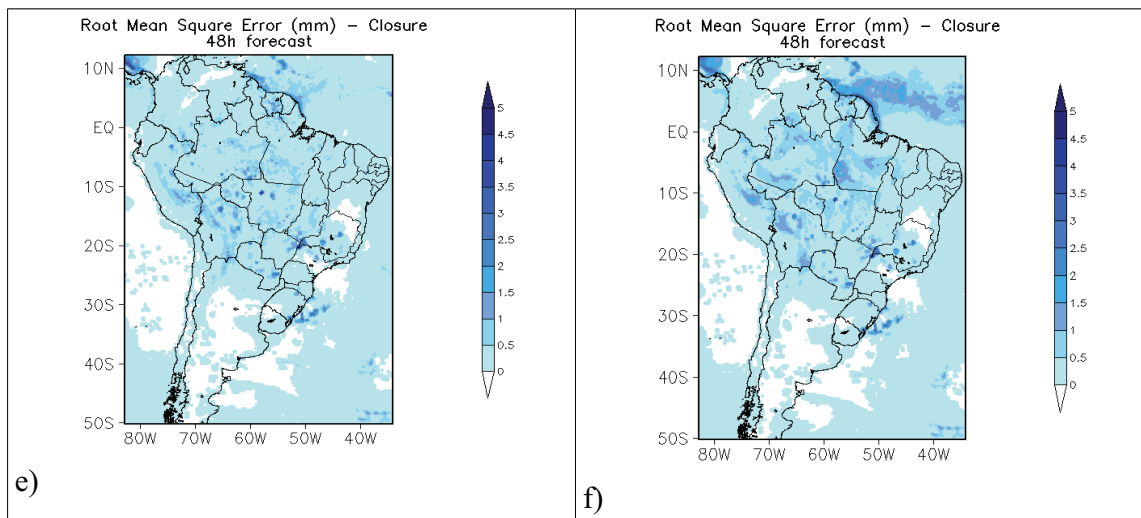 Root Mean Square Error (mm) – Closure
48h forecast
10N
EQ
10S
20S
30S
40S
50S
80W 70W 60W 50W 40W
5
4.5
4
3.5
3
2.5
2
1.5
1
0.5
0
e)
Root Mean Square Error (mm) – Closure
48h forecast
10N
EQ
10S
20S
30S
40S
50S
80W 70W 60W 50W 40W
5
4.5
4
3.5
3
2.5
2
1.5
1
0.5
0
f)